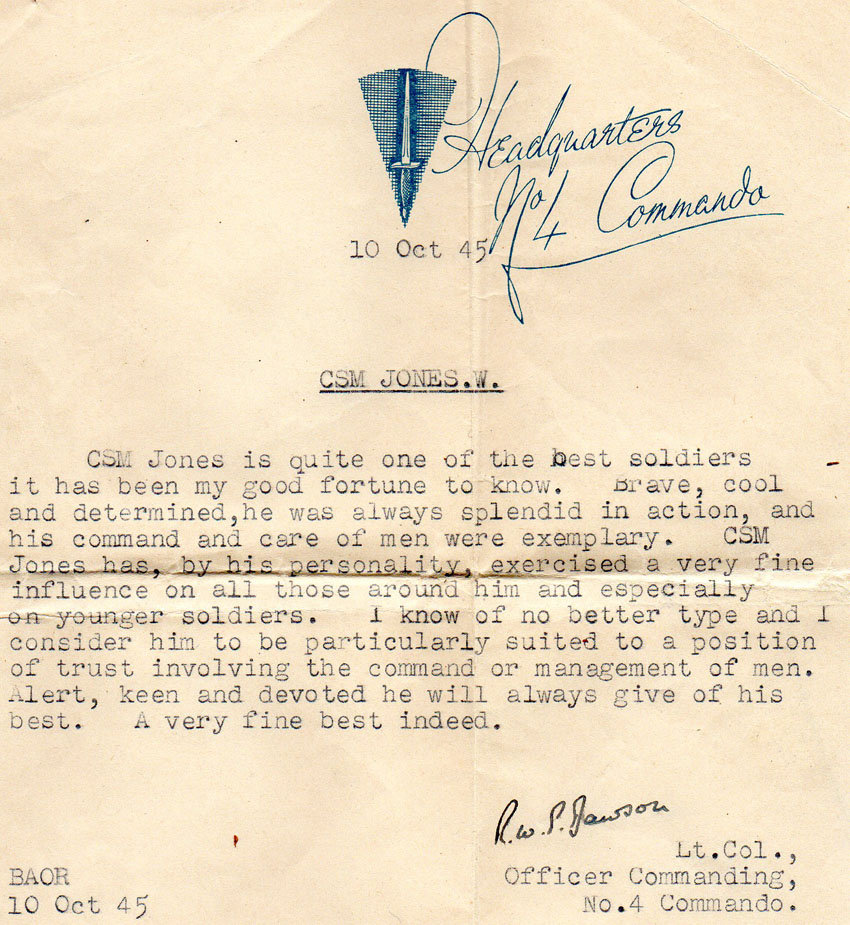 Headquarters
No 4 Commando
10 Oct 45
CSM JONES.W.
CSM Jones is quite one of the best soldiers
it has been my good fortune to know. Brave, cool
and determined,he was always splendid in action, and
his command and care of men were exemplary. CSM
Jones has, by his personality, exercised a very fine
influence on all those around him and especially
on younger soldiers. I know of no better type and I
consider him to be particularly suited to a position
of trust involving the command or management of men.
Alert, keen and devoted he will always give of his
best. A very fine best indeed.
R.W.P. Dawson
Lt.Col.,
Officer Commanding,
No.4 Commando.
BAOR
10 Oct 45